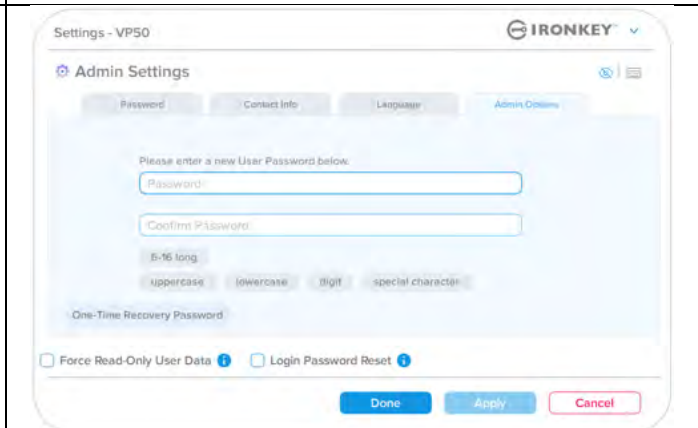 Settings - VP50
IRONKEY
Admin Settings
Password Contact Info Language Admin Options
Please enter a new User Password below.
Password
Confirm Password
8-16 long
uppercase lowercase digit special character
One-Time Recovery Password
Force Read-Only User Data Login Password Reset
Done Apply Cancel